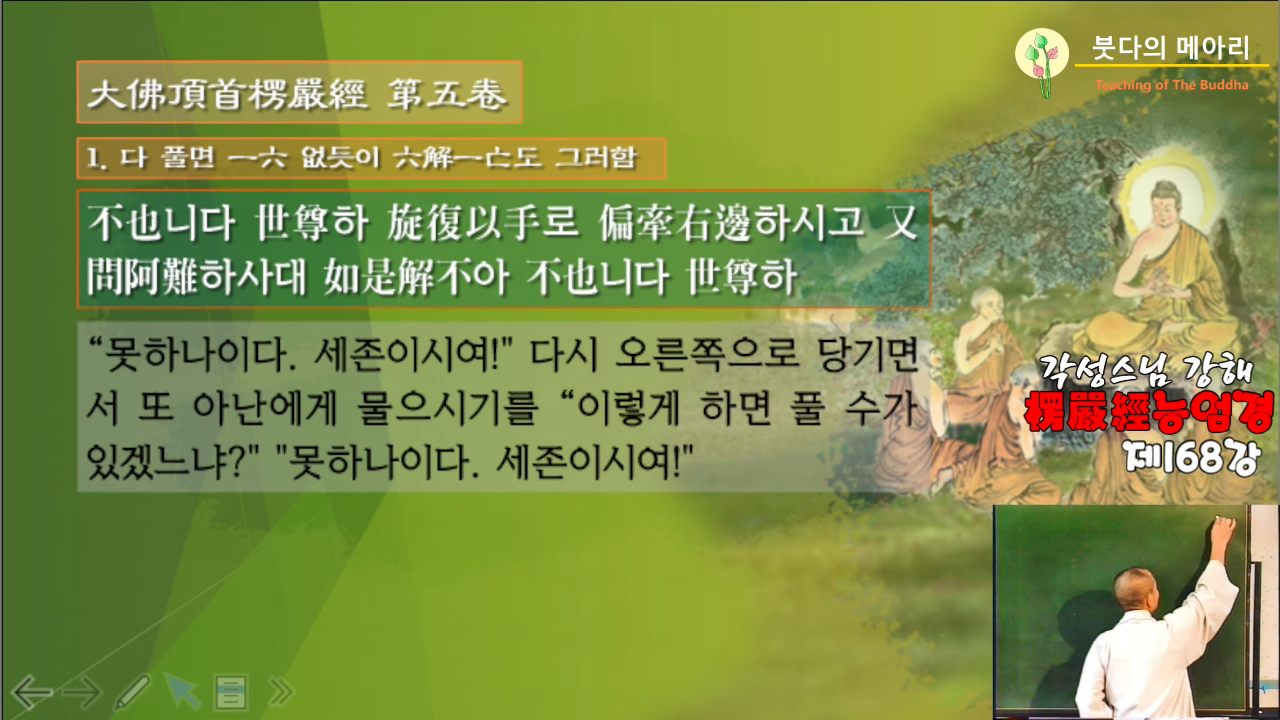 붓다의 메아리
Teaching of The Buddha
大佛頂首楞嚴經 第五卷
1. 다 풀면 一六 없듯이 六解一亡도 그러함
不也니다 世尊하 旋復以手로 偏牽右邊하시고 又
問阿難하사대 如是解不아 不也니다 世尊하
“못하나이다. 세존이시여!" 다시 오른쪽으로 당기면
서 또 아난에게 물으시기를 “이렇게 하면 풀 수가
있겠느냐?" "못하나이다. 세존이시여!"
각성스님 강해
楞嚴經능엄경
제168강